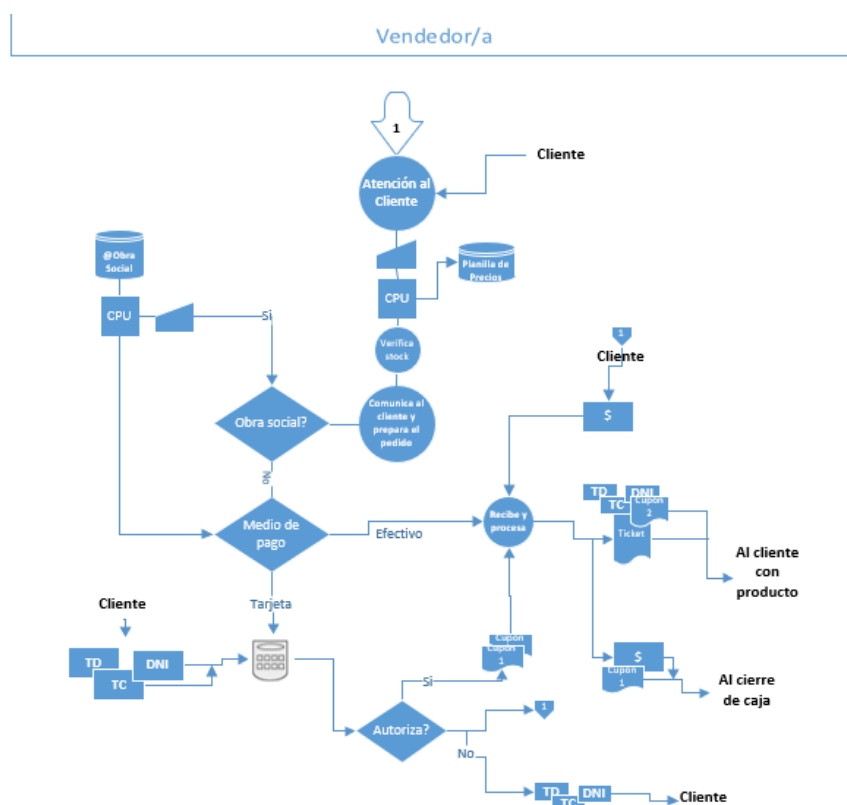 Vendedor/a
1
Cliente
Atención al
Cliente
@Obra
Social
Planilla de
Precios
CPU
CPU
Si
Verifica
stock
1
Cliente
$
Comunica al
cliente y
prepara el
pedido
Obra social?
No
TD
DNI
TC
Cupón
2
Ticket
Recibe y
procesa
Medio de
pago
Efectivo
Al cliente
con
producto
Cliente
Tarjeta
TD
DNI
TC
Cupón
Cupón
1
$
Cupón
1
Al cierre
de caja
Si
1
Autoriza?
No
TD
DNI
TC
Cliente